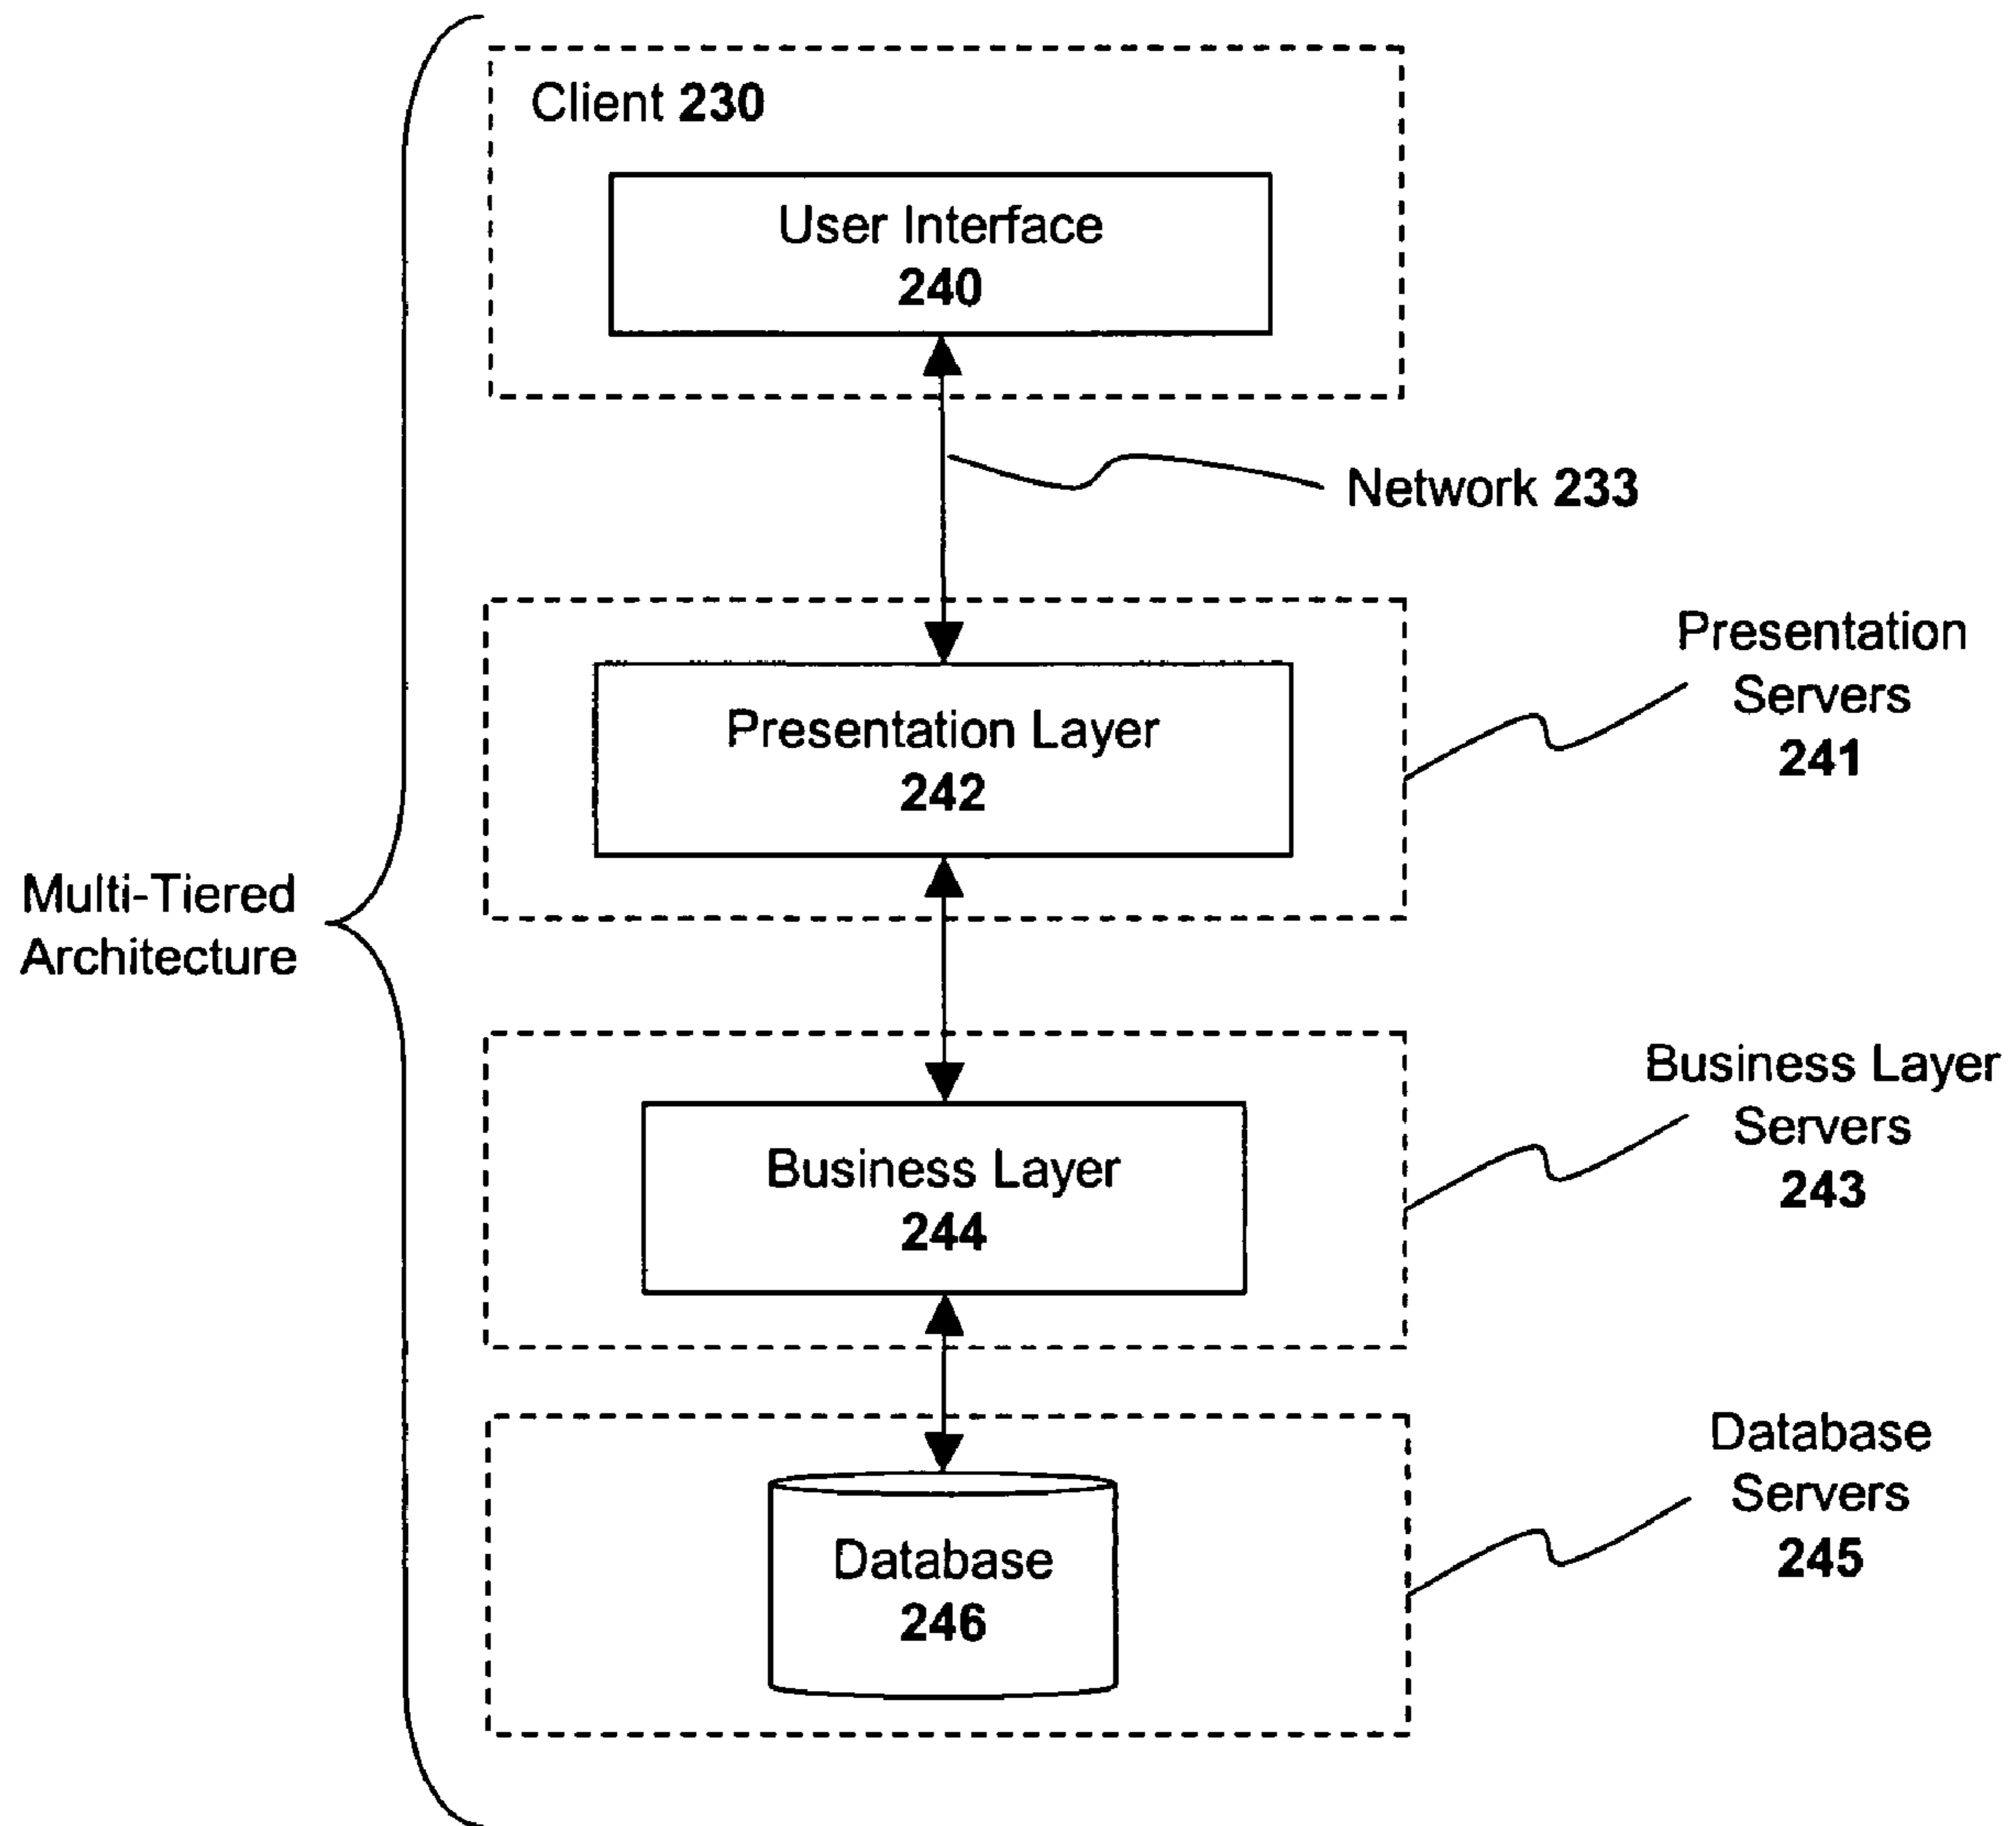 Client 230
User Interface
240
Network 233
Presentation
Servers
241
Presentation Layer
242
Multi-Tiered
Architecture
Business Layer
Servers
243
Business Layer
244
Database
Servers
245
Database
246